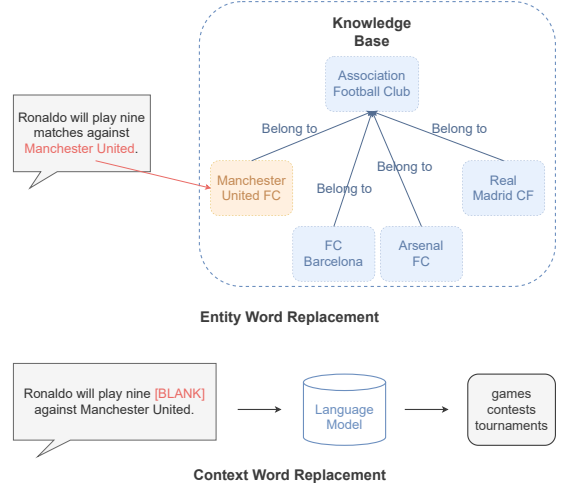 Knowledge
Base
Association
Football Club
Ronaldo will play nine
matches against
Manchester United.
Belong to
Belong to
Belong to
Belong to
Manchester
United FC
Real
Madrid CF
FC
Barcelona
Arsenal
FC
Entity Word Replacement
Ronaldo will play nine [BLANK]
against Manchester United.
Language
Model
games
contests
tournaments
Context Word Replacement